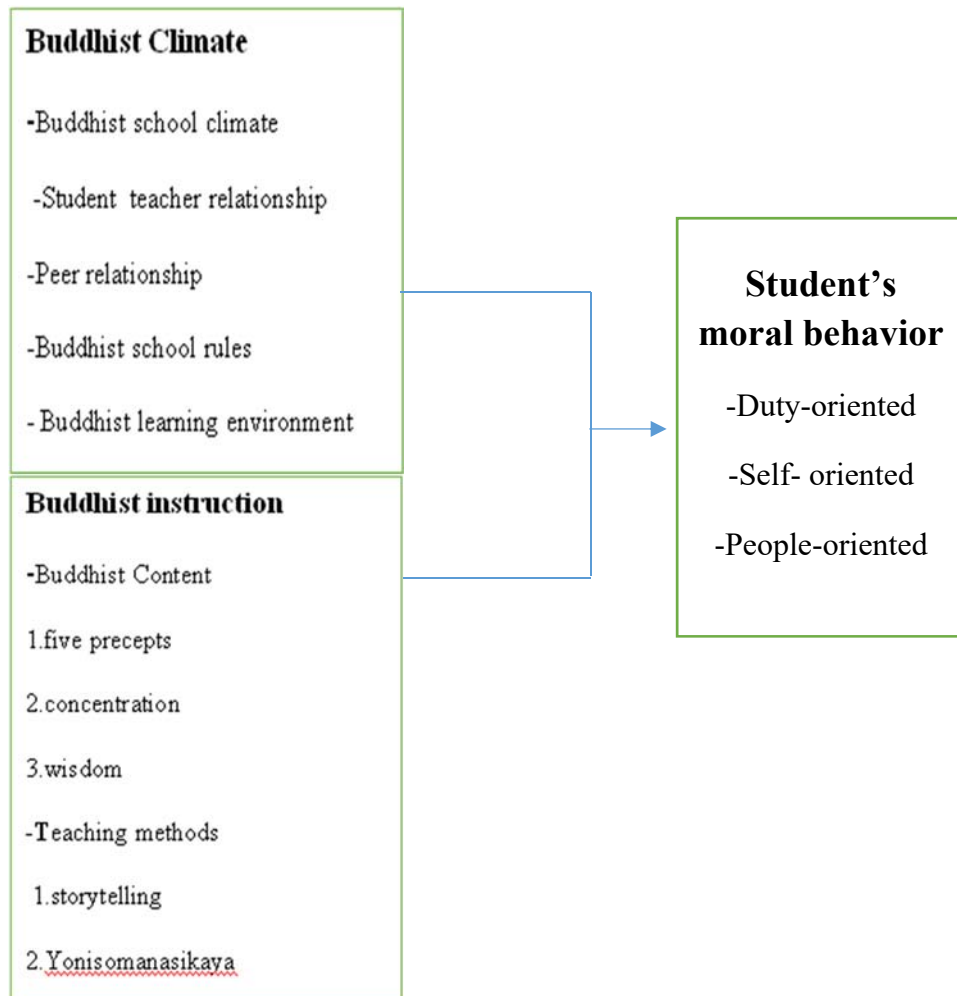 Buddhist Climate
-Buddhist school climate
-Student teacher relationship
-Peer relationship
-Buddhist school rules
- Buddhist learning environment
Buddhist instruction
-Buddhist Content
1.five precepts
2.concentration
3.wisdom
-Teaching methods
1.storytelling
2.Yonisomanasikaya
Student’s
moral behavior
-Duty-oriented
-Self- oriented
-People-oriented